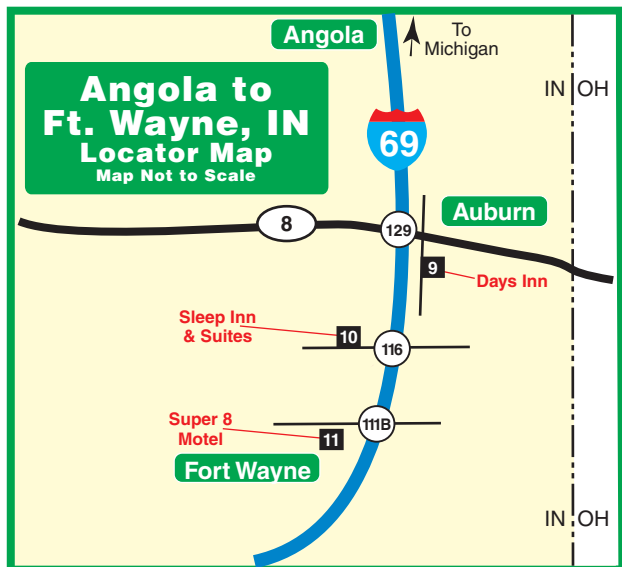 Angola
To
Michigan
Angola to
Ft. Wayne, IN
Locator Map
Map Not to Scale
IN OH
69
8
129
Auburn
9
Days Inn
Sleep Inn
& Suites
10
116
Super 8
Motel
11
111B
Fort Wayne
IN OH